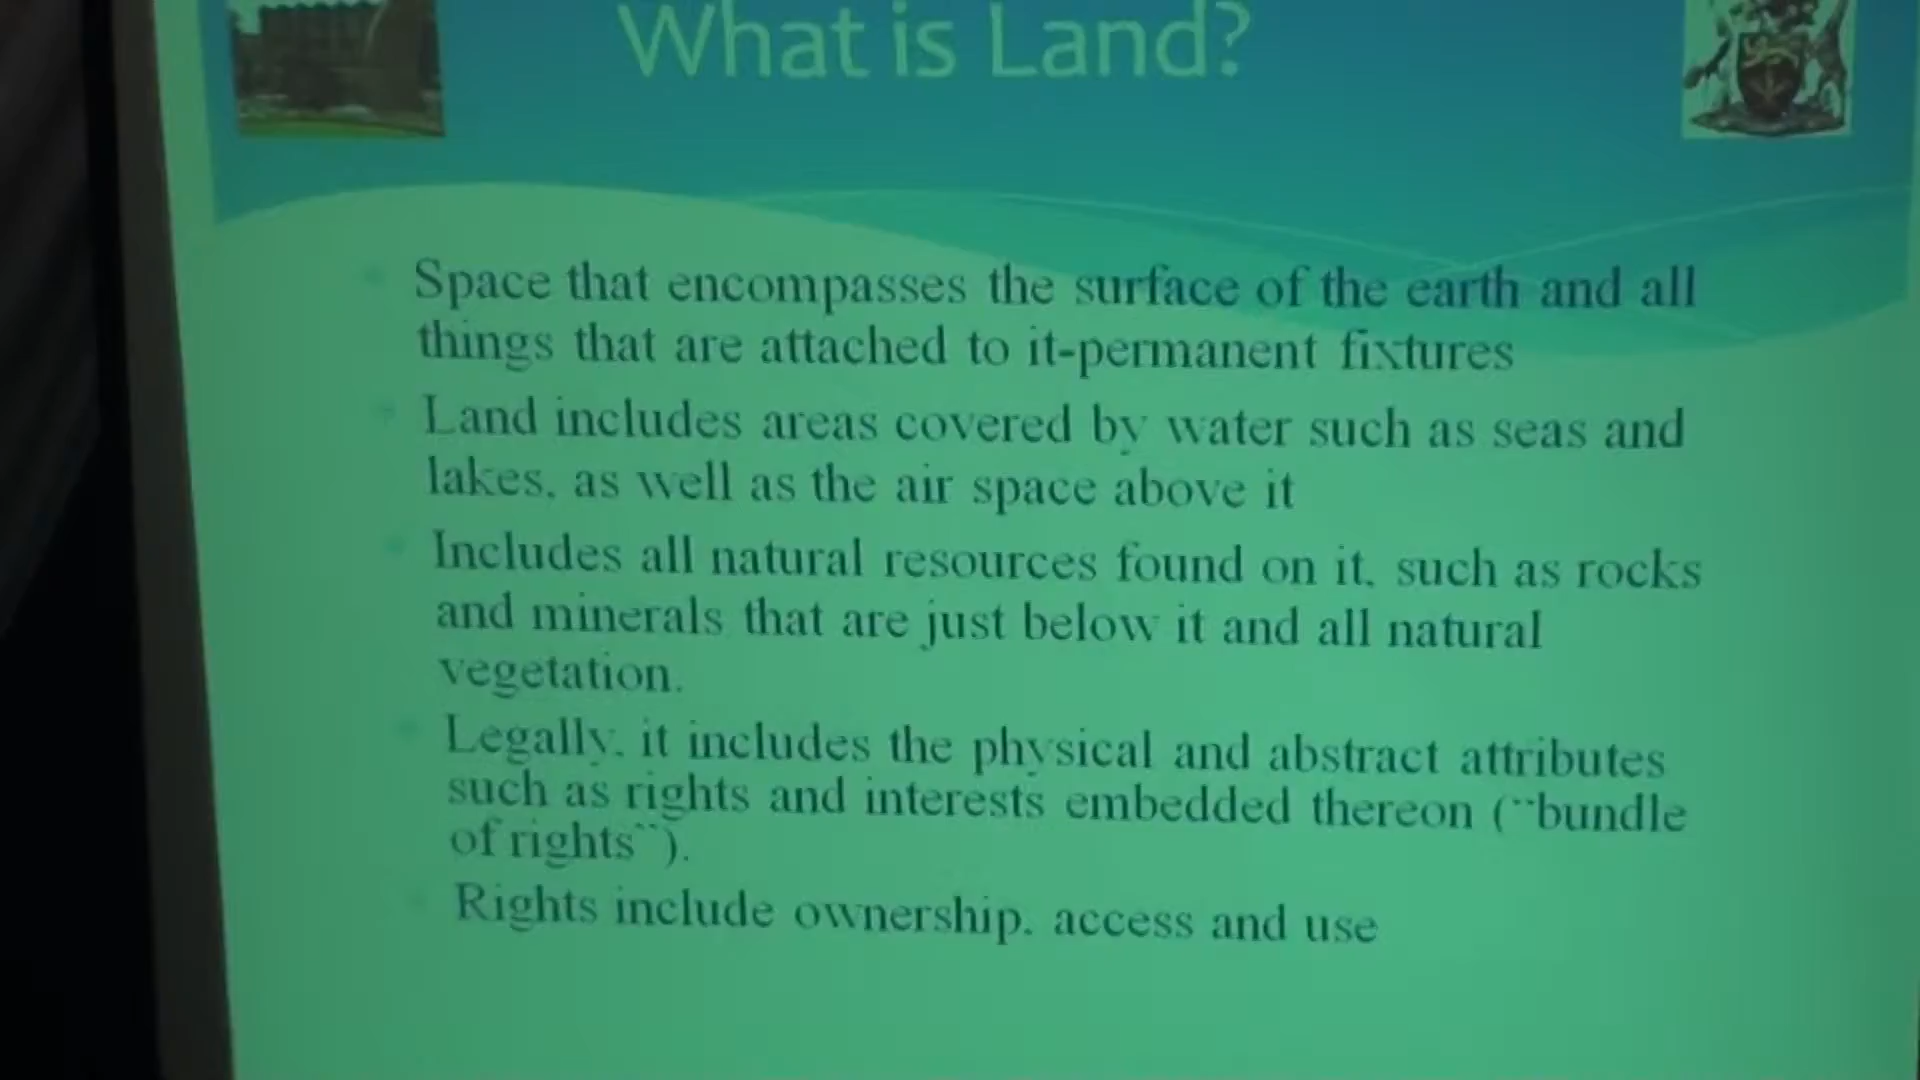 What is Land?
Space that encompasses the surface of the earth and all
things that are attached to it-permanent fixtures
Land includes areas covered by water such as seas and
lakes, as well as the air space above it
Includes all natural resources found on it, such as rocks
and minerals that are just below it and all natural
vegetation.
Legally, it includes the physical and abstract attributes
such as rights and interests embedded thereon (``bundle
of rights``).
Rights include ownership, access and use